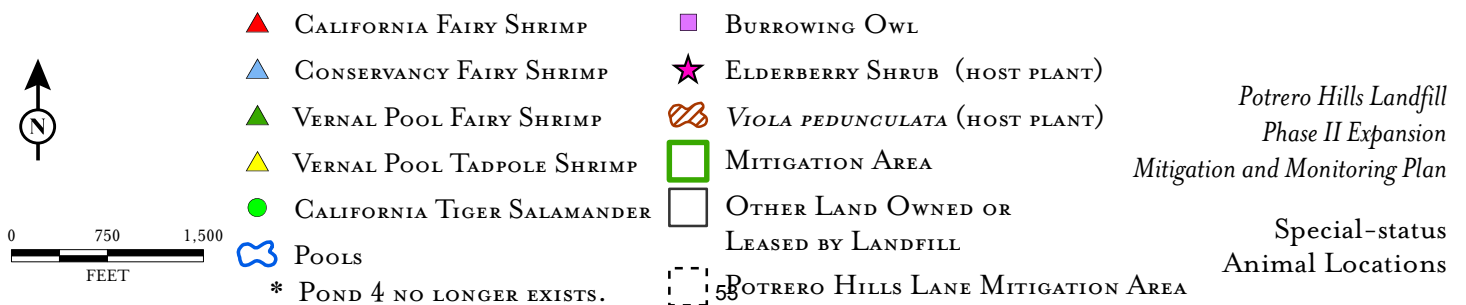 N
0 750 1,500
FEET
California Fairy Shrimp
Conservancy Fairy Shrimp
Vernal Pool Fairy Shrimp
Vernal Pool Tadpole Shrimp
California Tiger Salamander
Pools
* Pond 4 no longer exists.
Burrowing Owl
Elderberry Shrub (host plant)
Viola pedunculata (host plant)
Mitigation Area
Other Land Owned or
Leased by Landfill
Potrero Hills Lane Mitigation Area
53
Potrero Hills Landfill
Phase II Expansion
Mitigation and Monitoring Plan
Special-status
Animal Locations